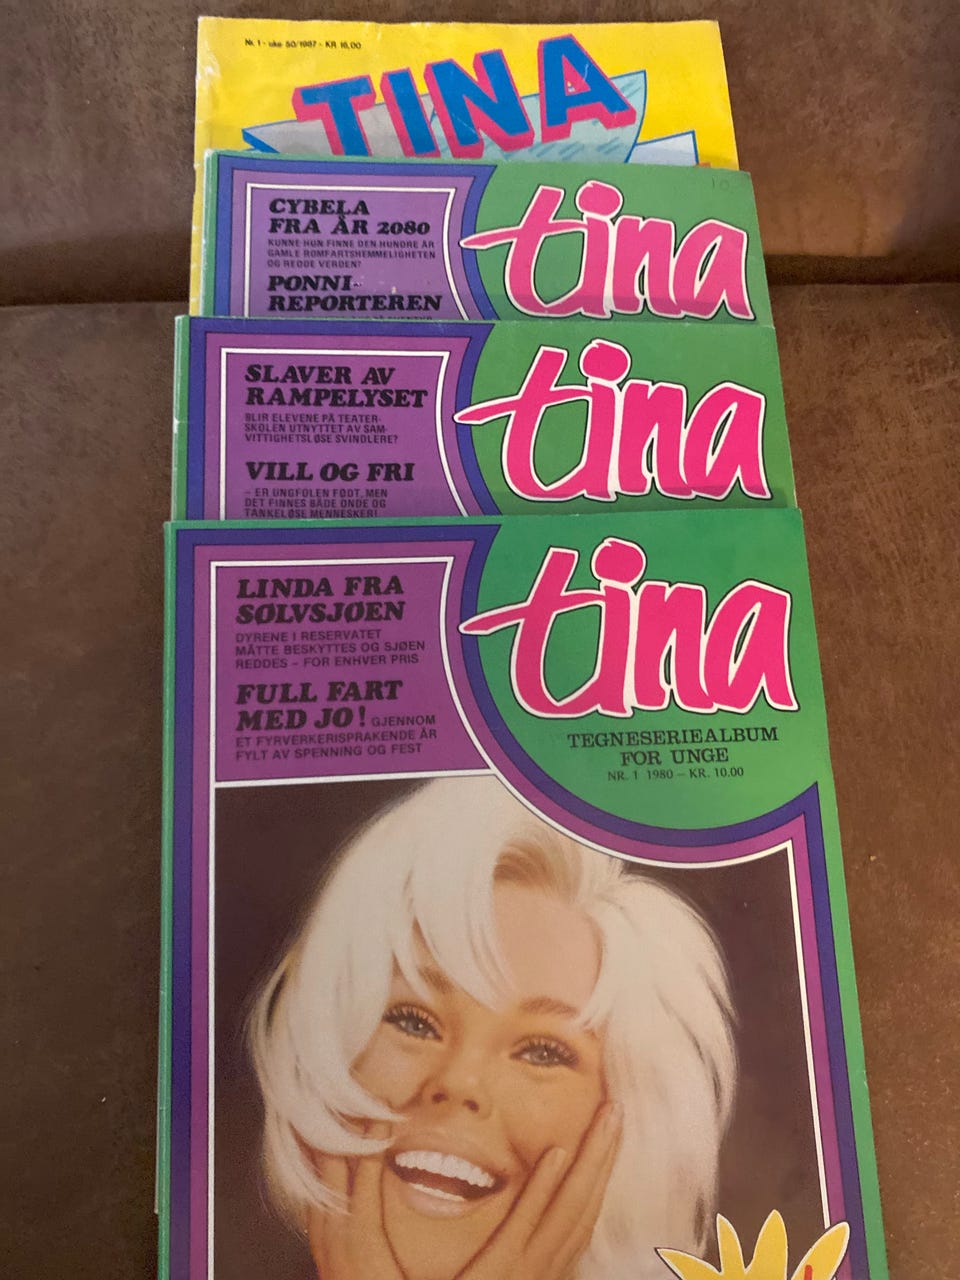 Nr. 1 - uke 50/1987 - KR 16,00
TINA
CYBELA
FRA ÅR 2080
KUNNE HUN FINNE DEN HUNDRE ÅR
GAMLE ROMFARTSHEMMELIGHETEN
OG REDDE VERDEN?
PONNI-
REPORTEREN
tina
10
SLAVER AV
RAMPELYSET
BLIR ELEVENE PÅ TEATER-
SKOLEN UTNYTTET AV SAM-
VITTIGHETSLØSE SVINDLERE?
VILL OG FRI
– ER UNGFOLEN FØDT, MEN
DET FINNES BÅDE ONDE OG
TANKELØSE MENNESKER!
tina
LINDA FRA
SØLVSJØEN
DYRENE I RESERVATET
MÅTTE BESKYTTES OG SJØEN
REDDES – FOR ENHVER PRIS
FULL FART
MED JO! GJENNOM
ET FYRVERKERISPRAKENDE ÅR
FYLT AV SPENNING OG FEST
tina
TEGNESERIEALBUM
FOR UNGE
NR. 1 1980 – KR. 10.00